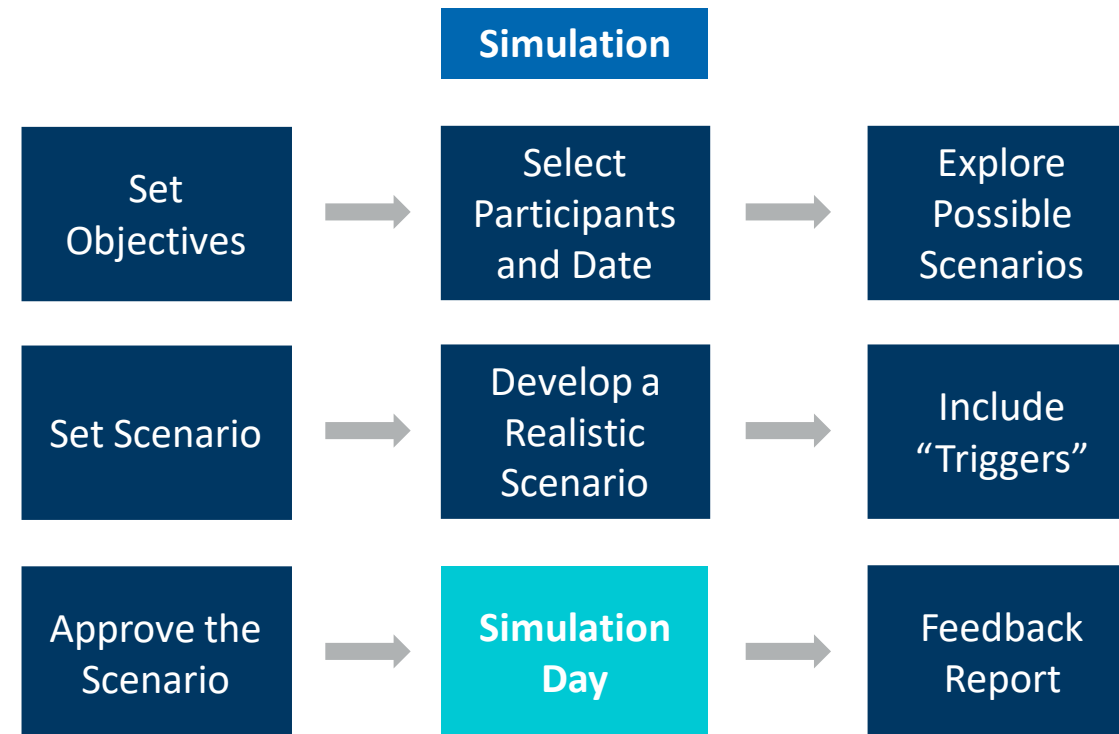 Simulation
Set
Objectives
Select
Participants
and Date
Explore
Possible
Scenarios
Set Scenario
Develop a
Realistic
Scenario
Include
“Triggers”
Approve the
Scenario
Simulation
Day
Feedback
Report